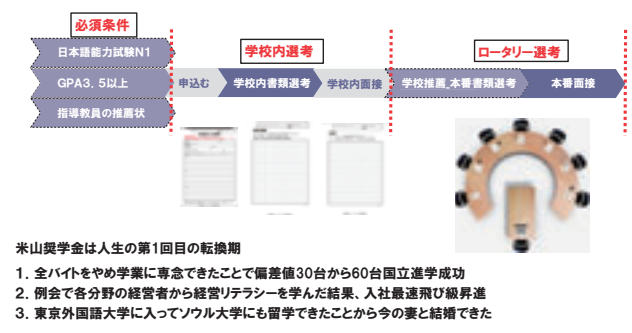 必須条件
学校内選考
ロータリー選考
日本語能力試験N1
GPA3．5以上
指導教員の推薦状
申込む
学校内書類選考
学校内面接
学校推薦_本番書類選考
本番面接
米山奨学金は人生の第1回目の転換期
1．全バイトをやめ学業に専念できたことで偏差値30台から60台国立進学成功
2．例会で各分野の経営者から経営リテラシーを学んだ結果、入社最速飛び級昇進
3．東京外国語大学に入ってソウル大学にも留学できたことから今の妻と結婚できた